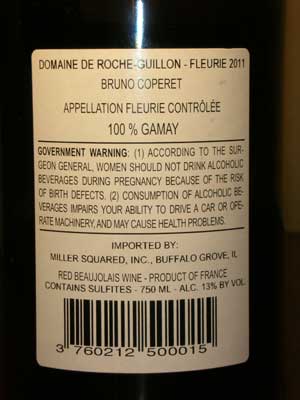 DOMAINE DE ROCHE-GUILLON - FLEURIE 2011
BRUNO COPERET
APPELLATION FLEURIE CONTRÔLÉE
100 % GAMAY
GOVERNMENT WARNING: (1) ACCORDING TO THE SUR-
GEON GENERAL, WOMEN SHOULD NOT DRINK ALCOHOLIC
BEVERAGES DURING PREGNANCY BECAUSE OF THE RISK
OF BIRTH DEFECTS. (2) CONSUMPTION OF ALCOHOLIC BE-
VERAGES IMPAIRS YOUR ABILITY TO DRIVE A CAR OR OPE-
RATE MACHINERY, AND MAY CAUSE HEALTH PROBLEMS.
IMPORTED BY:
MILLER SQUARED, INC., BUFFALO GROVE, IL
RED BEAUJOLAIS WINE - PRODUCT OF FRANCE
CONTAINS SULFITES - 750 ML - ALC. 13% BY VOL.
3 760212 500015